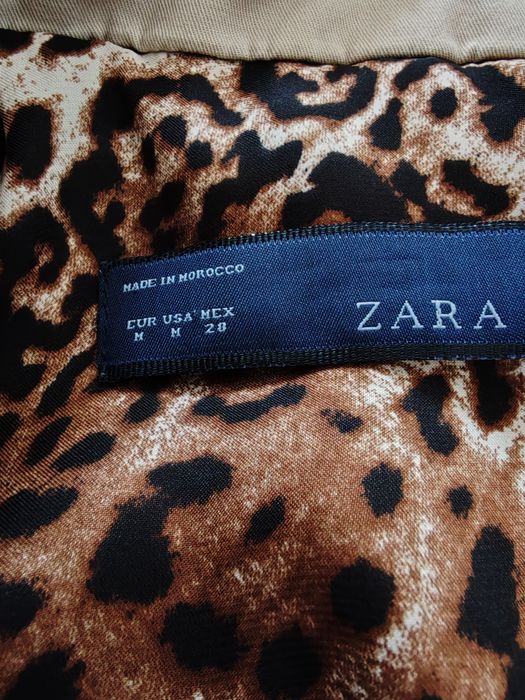 MADE IN MOROCCO
EUR USA MEX
M M 28
ZARA